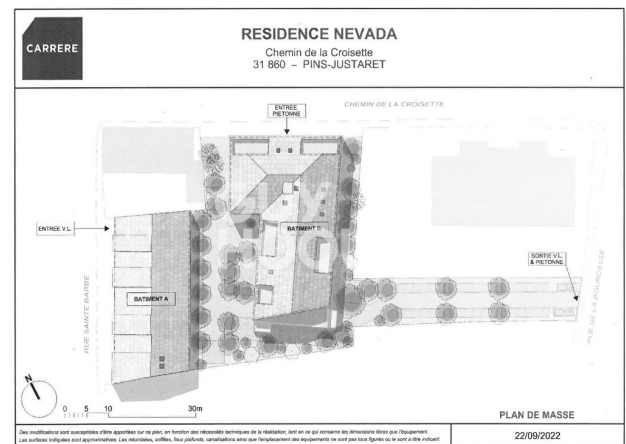 CARRERE
RESIDENCE NEVADA
Chemin de la Croisette
31 860 – PINS-JUSTARET
CHEMIN DE LA CROISETTE
ENTREE
PIETONNE
ENTREE V.L.
BATIMENT B
BATIMENT A
SORTIE V.L.
& PIETONNE
RUE SAINTE BARBE
RUE DE LA BOURDASSE
N
0 5 10 30m
PLAN DE MASSE
Des modifications sont susceptibles d'être apportées sur ce plan, en fonction des nécessités techniques de la réalisation, tant en ce qui concerne les dimensions libres que l'équipement.
Les surfaces indiquées sont approximatives. Les retombées, soffites, faux plafonds, canalisations ainsi que l'emplacement des équipements ne sont pas tous figurés ou le sont à titre indicatif.
22/09/2022